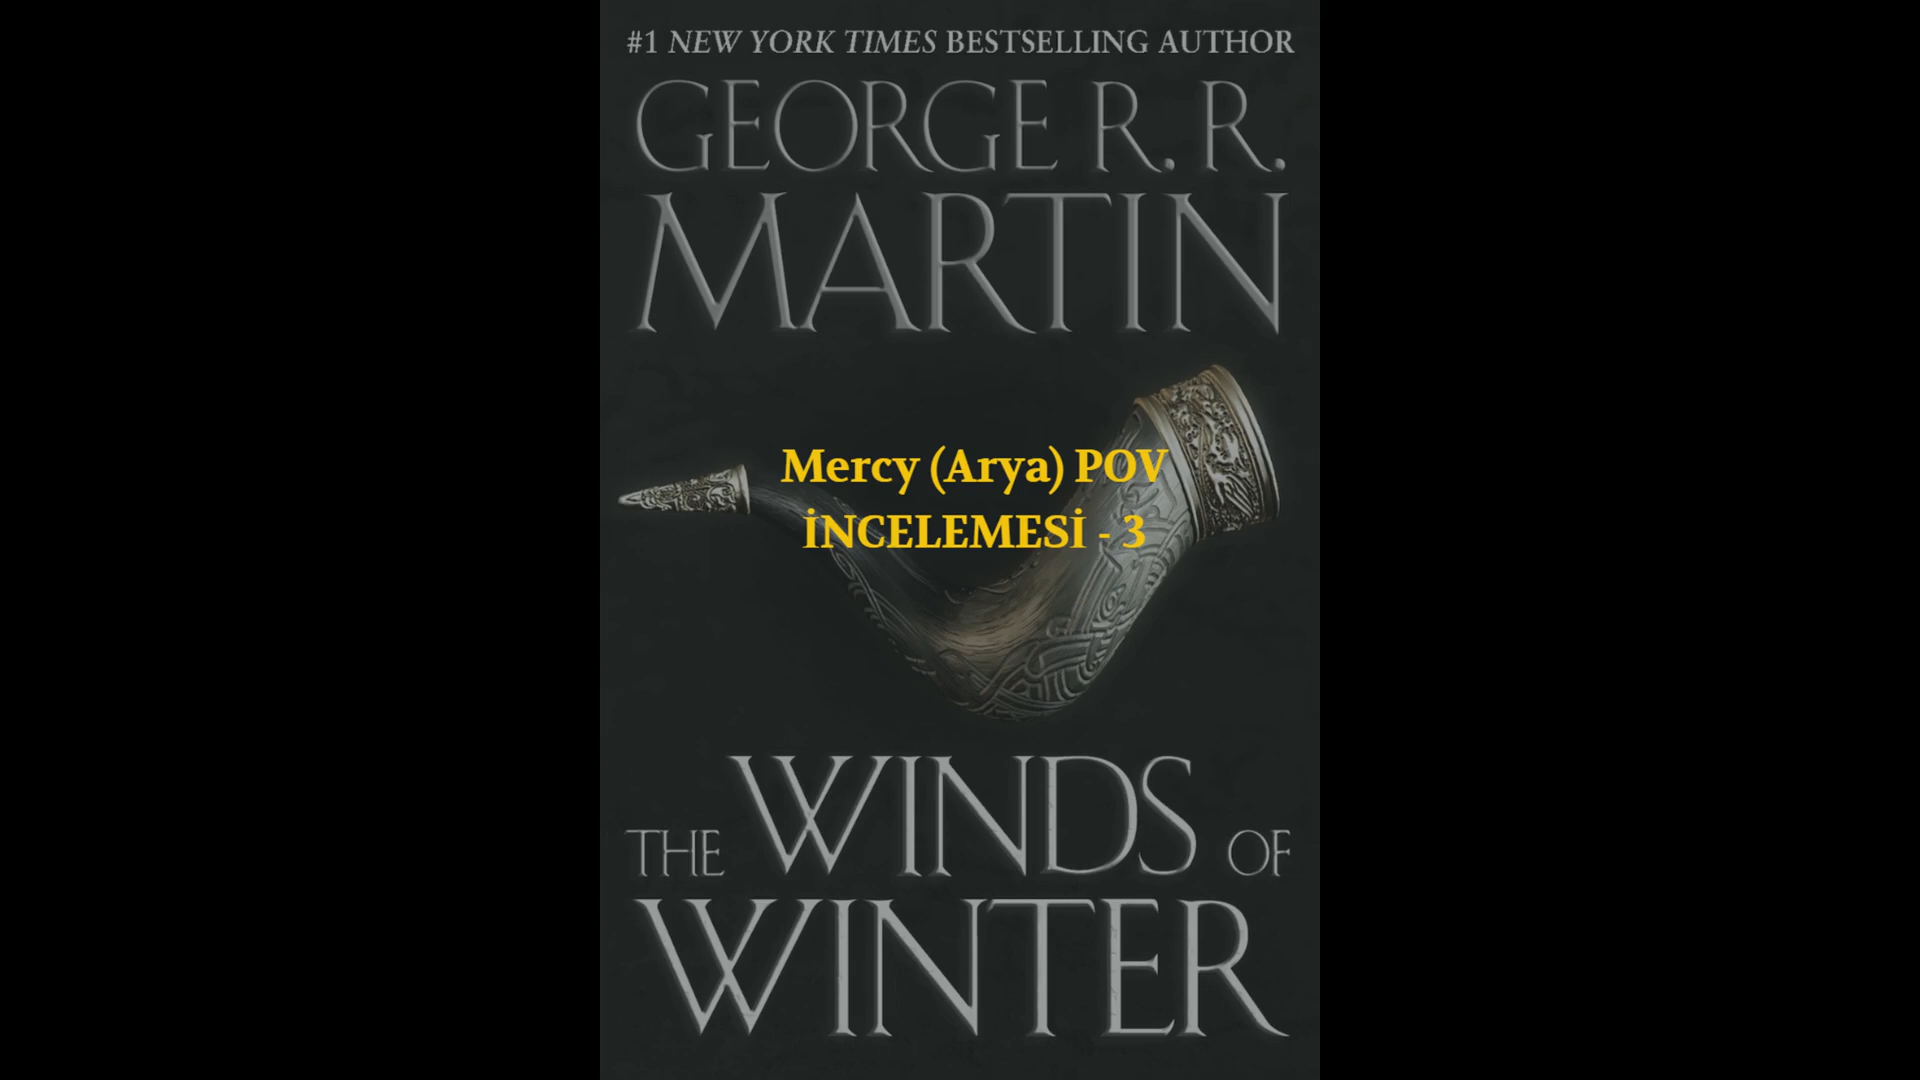 #1 NEW YORK TIMES BESTSELLING AUTHOR
GEORGE R. R.
MARTIN
Mercy (Arya) POV
İNCELEMESİ - 3
THE WINDS OF
WINTER